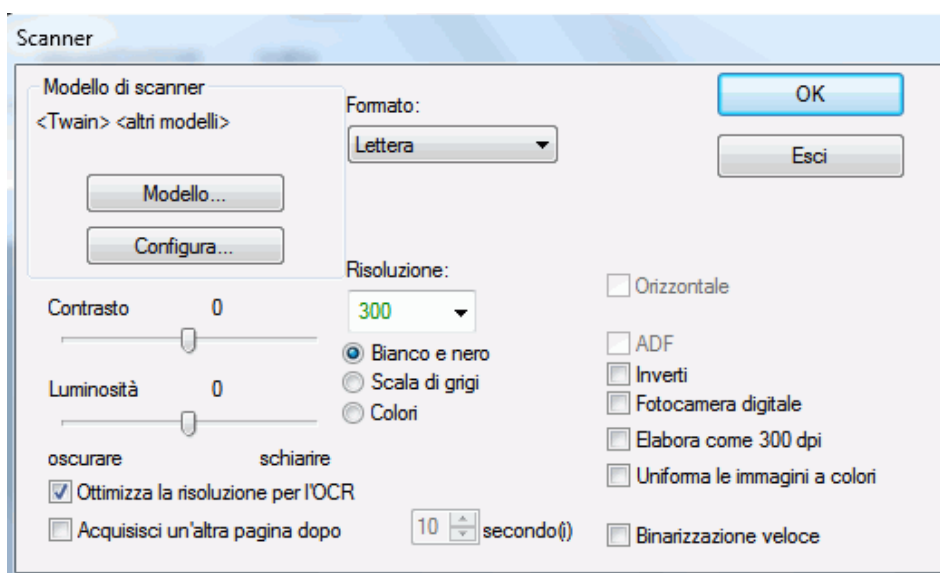 Scanner
Modello di scanner
<Twain> <altri modelli>
Modello...
Configura...
Formato:
Lettera
OK
Esci
Risoluzione:
300
Bianco e nero
Scala di grigi
Colori
Contrasto 0
Luminosità 0
oscurare schiarire
Ottimizza la risoluzione per l'OCR
Acquisisci un'altra pagina dopo 10 secondo(i)
Orizzontale
ADF
Inverti
Fotocamera digitale
Elabora come 300 dpi
Uniforma le immagini a colori
Binarizzazione veloce